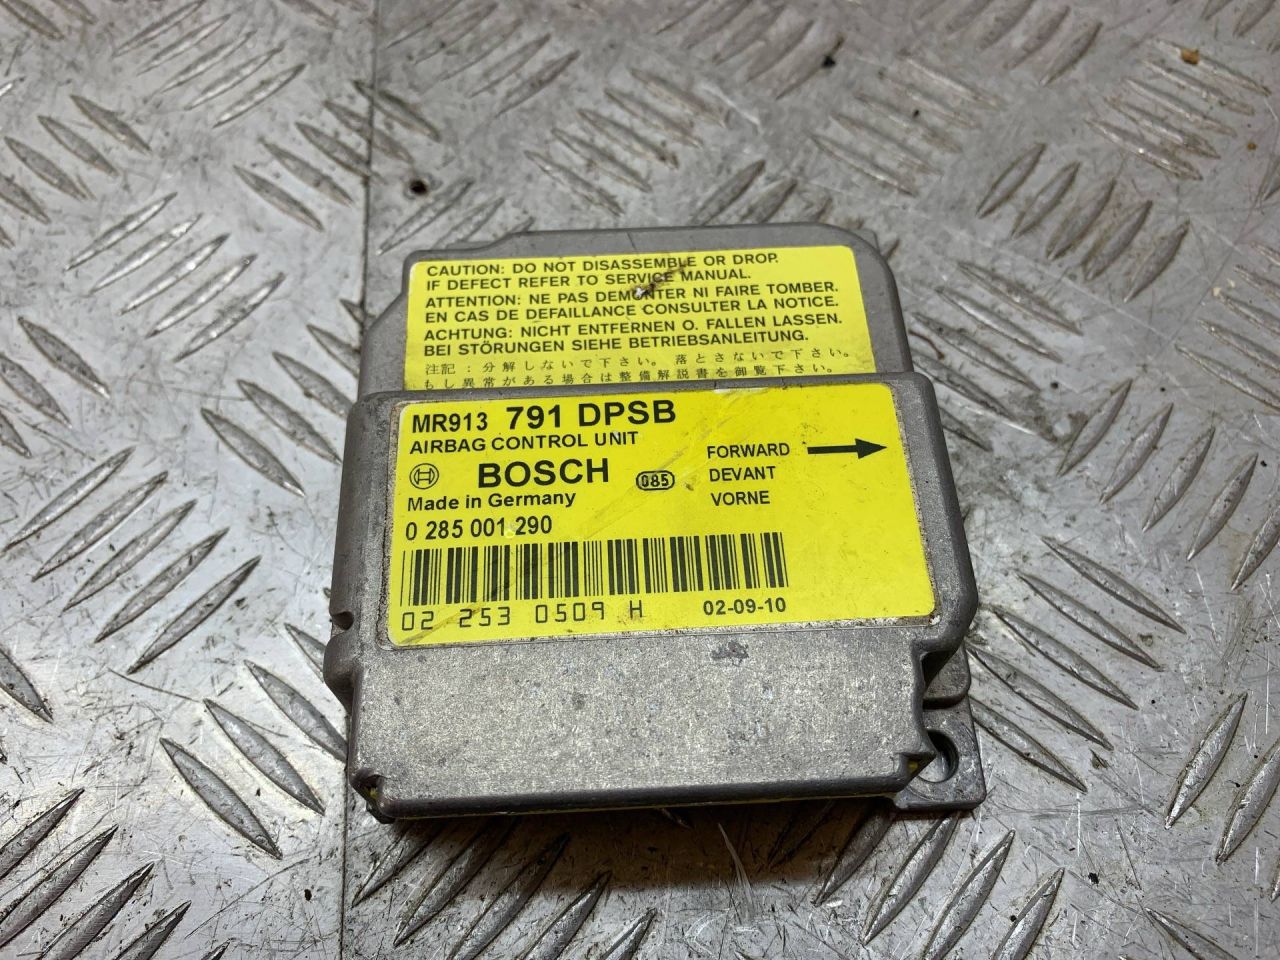 CAUTION: DO NOT DISASSEMBLE OR DROP.
IF DEFECT REFER TO SERVICE MANUAL.
ATTENTION: NE PAS DEMONTER NI FAIRE TOMBER.
EN CAS DE DEFAILLANCE CONSULTER LA NOTICE.
ACHTUNG: NICHT ENTFERNEN O. FALLEN LASSEN.
BEI STÖRUNGEN SIEHE BETRIEBSANLEITUNG.
注記：分解しないで下さい。落とさないで下さい。
もし異常がある場合は整備解説書を御覧下さい。
MR913 791 DPSB
AIRBAG CONTROL UNIT
BOSCH 085
Made in Germany
0 285 001 290
FORWARD
DEVANT
VORNE
02 253 0509 H 02-09-10